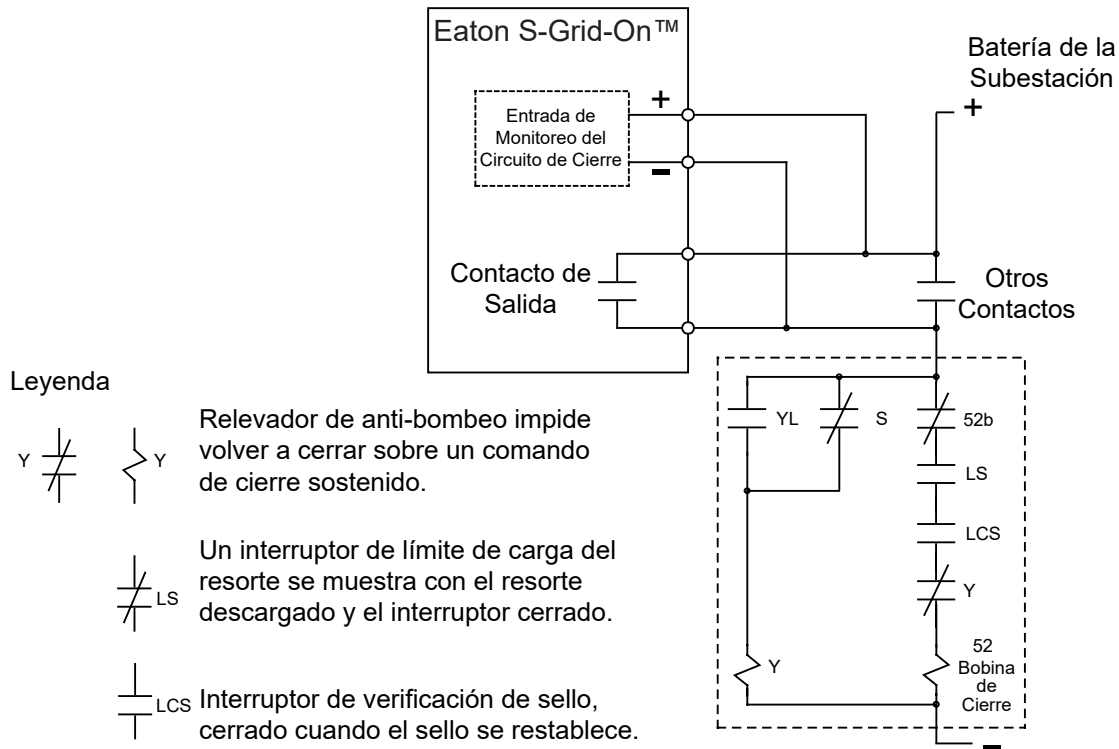 Eaton S-Grid-On™
Entrada de
Monitoreo del
Circuito de Cierre
+
-
Batería de la
Subestación
+
Contacto de
Salida
Otros
Contactos
YL
S
52b
LS
LCS
Y
Y
52
Bobina
de
Cierre
-
Leyenda
Y
Y
Relevador de anti-bombeo impide
volver a cerrar sobre un comando
de cierre sostenido.
LS
Un interruptor de límite de carga del
resorte se muestra con el resorte
descargado y el interruptor cerrado.
LCS
Interruptor de verificación de sello,
cerrado cuando el sello se restablece.